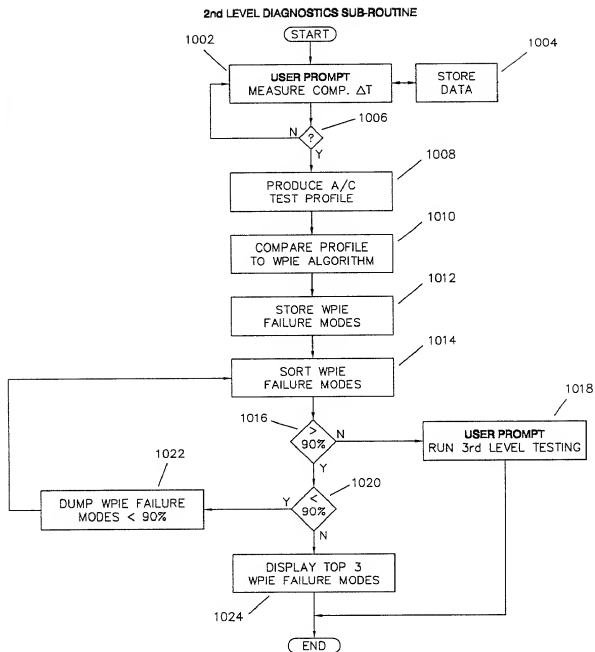 2nd LEVEL DIAGNOSTICS SUB-ROUTINE
START
1002
USER PROMPT
MEASURE COMP. ΔT
1004
STORE
DATA
1006
N
?
Y
1008
PRODUCE A/C
TEST PROFILE
1010
COMPARE PROFILE
TO WPIE ALGORITHM
1012
STORE WPIE
FAILURE MODES
1014
SORT WPIE
FAILURE MODES
1016
>
90%
N
Y
1018
USER PROMPT
RUN 3rd LEVEL TESTING
1020
<
90%
Y
N
1022
DUMP WPIE FAILURE
MODES < 90%
DISPLAY TOP 3
WPIE FAILURE MODES
1024
END